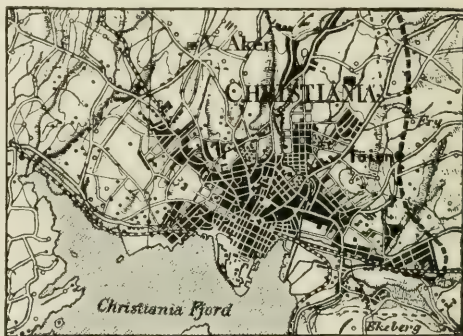 Aker
CHRISTIANIA
Tøien
Christiania Fjord
Ekeberg